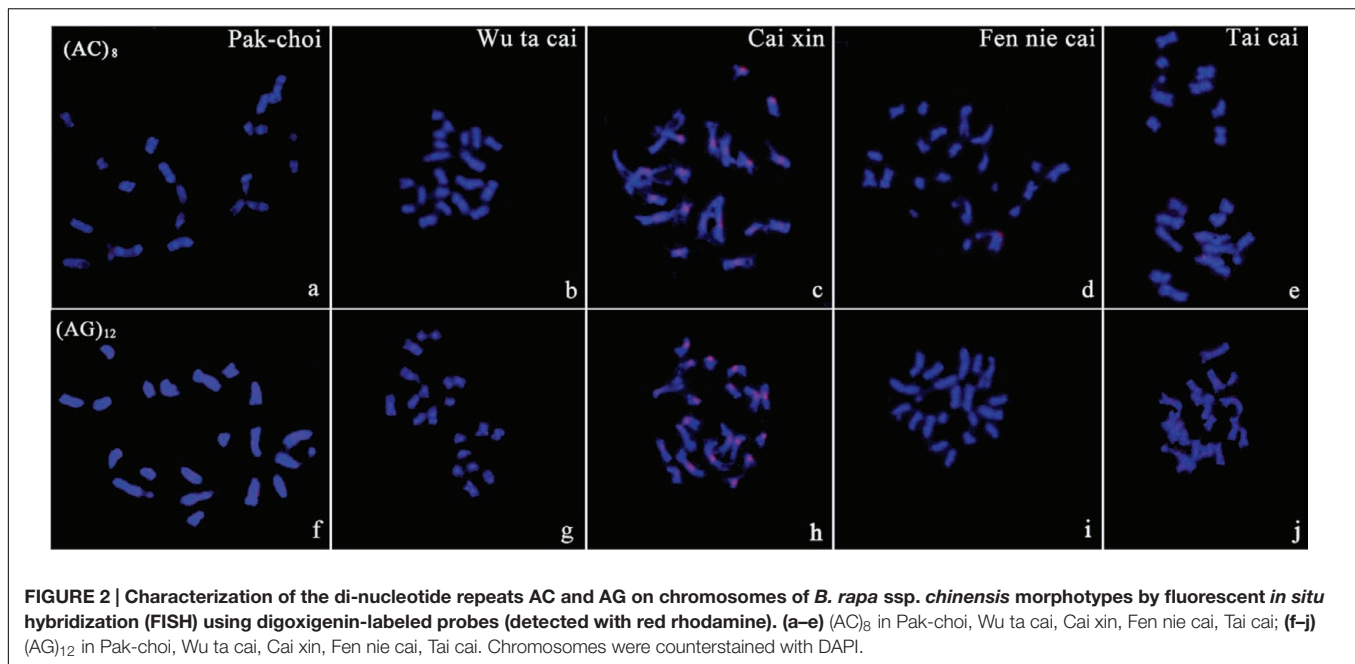 (AC)₈ Pak-choi Wu ta cai Cai xin Fen nie cai Tai cai
a b c d e
(AG)₁₂
f g h i j
FIGURE 2 | Characterization of the di-nucleotide repeats AC and AG on chromosomes of B. rapa ssp. chinensis morphotypes by fluorescent in situ
hybridization (FISH) using digoxigenin-labeled probes (detected with red rhodamine). (a–e) (AC)₈ in Pak-choi, Wu ta cai, Cai xin, Fen nie cai, Tai cai; (f–j)
(AG)₁₂ in Pak-choi, Wu ta cai, Cai xin, Fen nie cai, Tai cai. Chromosomes were counterstained with DAPI.